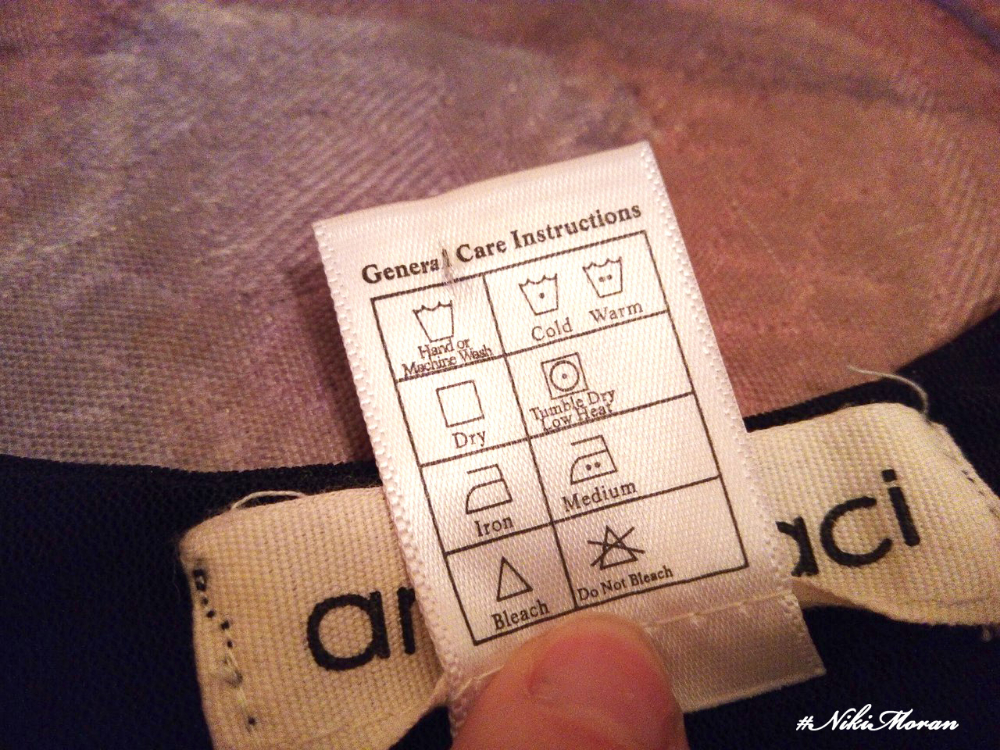 General Care Instructions
Hand or
Machine Wash
Cold Warm
Dry
Tumble Dry
Low Heat
Iron
Medium
Bleach
Do Not Bleach
#NikiMoran